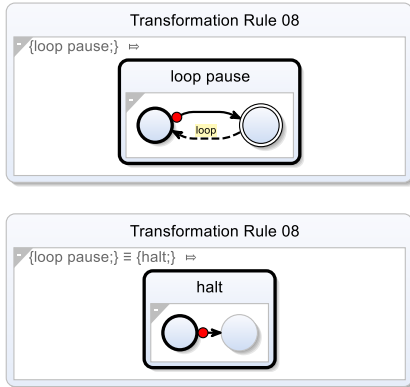 Transformation Rule 08
{loop pause;} ⤇
loop pause
loop
Transformation Rule 08
{loop pause;} ≡ {halt;} ⤇
halt